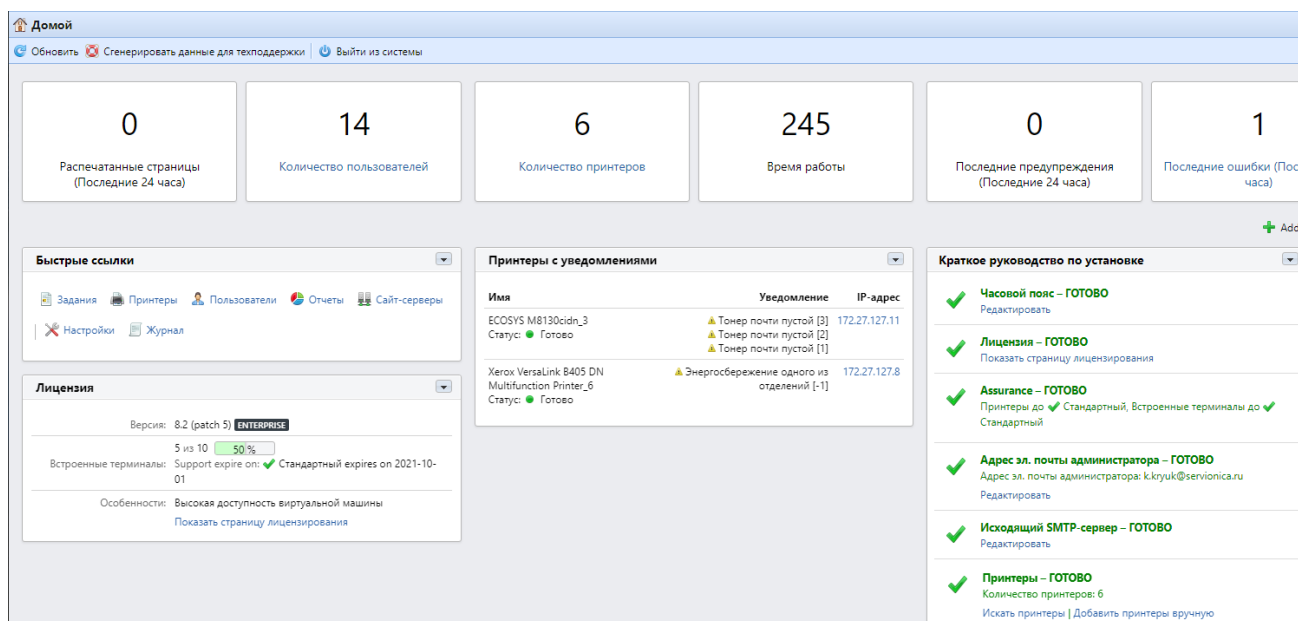 Домой
Обновить Сгенерировать данные для техподдержки Выйти из системы
0
Распечатанные страницы
(Последние 24 часа)
14
Количество пользователей
6
Количество принтеров
245
Время работы
0
Последние предупреждения
(Последние 24 часа)
1
Последние ошибки (Пос
часа)
Add
Быстрые ссылки
Задания Принтеры Пользователи Отчеты Сайт-серверы
Настройки Журнал
Лицензия
Версия: 8.2 (patch 5) ENTERPRISE
5 из 10 50 %
Встроенные терминалы: Support expire on: Стандартный expires on 2021-10-
01
Особенности: Высокая доступность виртуальной машины
Показать страницу лицензирования
Принтеры с уведомлениями
Имя Уведомление IP-адрес
ECOSYS M8130cidn_3 Тонер почти пустой [3] 172.27.127.11
Статус: Готово Тонер почти пустой [2]
Тонер почти пустой [1]
Xerox VersaLink B405 DN Энергосбережение одного из 172.27.127.8
Multifunction Printer_6 отделений [-1]
Статус: Готово
Краткое руководство по установке
Часовой пояс – ГОТОВО
Редактировать
Лицензия – ГОТОВО
Показать страницу лицензирования
Assurance – ГОТОВО
Принтеры до Стандартный, Встроенные терминалы до
Стандартный
Адрес эл. почты администратора – ГОТОВО
Адрес эл. почты администратора: k.kryuk@servionica.ru
Редактировать
Исходящий SMTP-сервер – ГОТОВО
Редактировать
Принтеры – ГОТОВО
Количество принтеров: 6
Искать принтеры | Добавить принтеры вручную